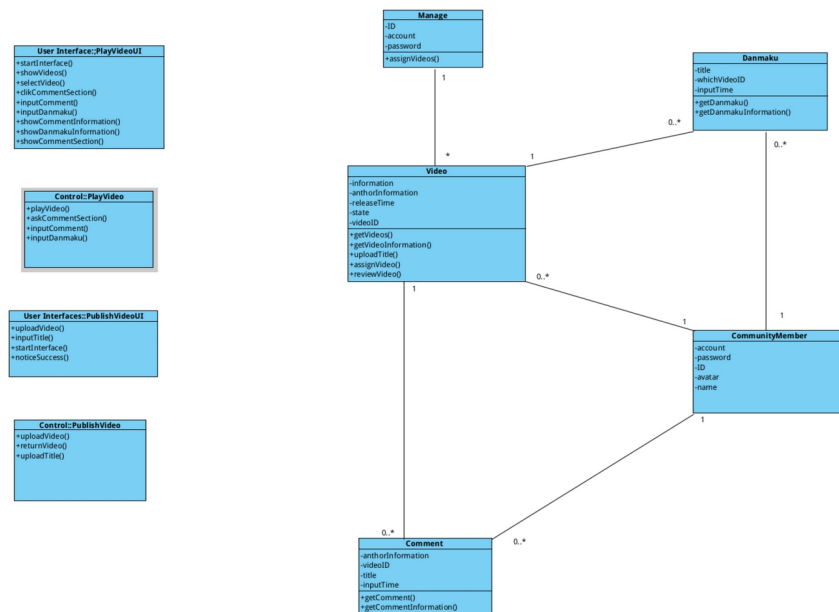 Manage
-ID
-account
-password
+assignVideos()
1
*
User Interface::PlayVideoUI
+startInterface()
+showVideos()
+selectVideo()
+clikCommentSection()
+inputComment()
+inputDanmaku()
+showCommentInformation()
+showDanmakuInformation()
+showCommentSection()
Danmaku
-title
-whichVideoID
-inputTime
+getDanmaku()
+getDanmakuInformation()
0..*
0..*
1
Control::PlayVideo
+playVideo()
+askCommentSection()
+inputComment()
+inputDanmaku()
Video
-information
-anthorInformation
-releaseTime
-state
-videoID
+getVideos()
+getVideoInformation()
+uploadTitle()
+assignVideo()
+reviewVideo()
1
0..*
1
1
User Interfaces::PublishVideoUI
+uploadVideo()
+inputTitle()
+startInterface()
+noticeSuccess()
CommunityMember
-account
-password
-ID
-avatar
-name
1
Control::PublishVideo
+uploadVideo()
+returnVideo()
+uploadTitle()
0..*
0..*
Comment
-anthorInformation
-videoID
-title
-inputTime
+getComment()
+getCommentInformation()